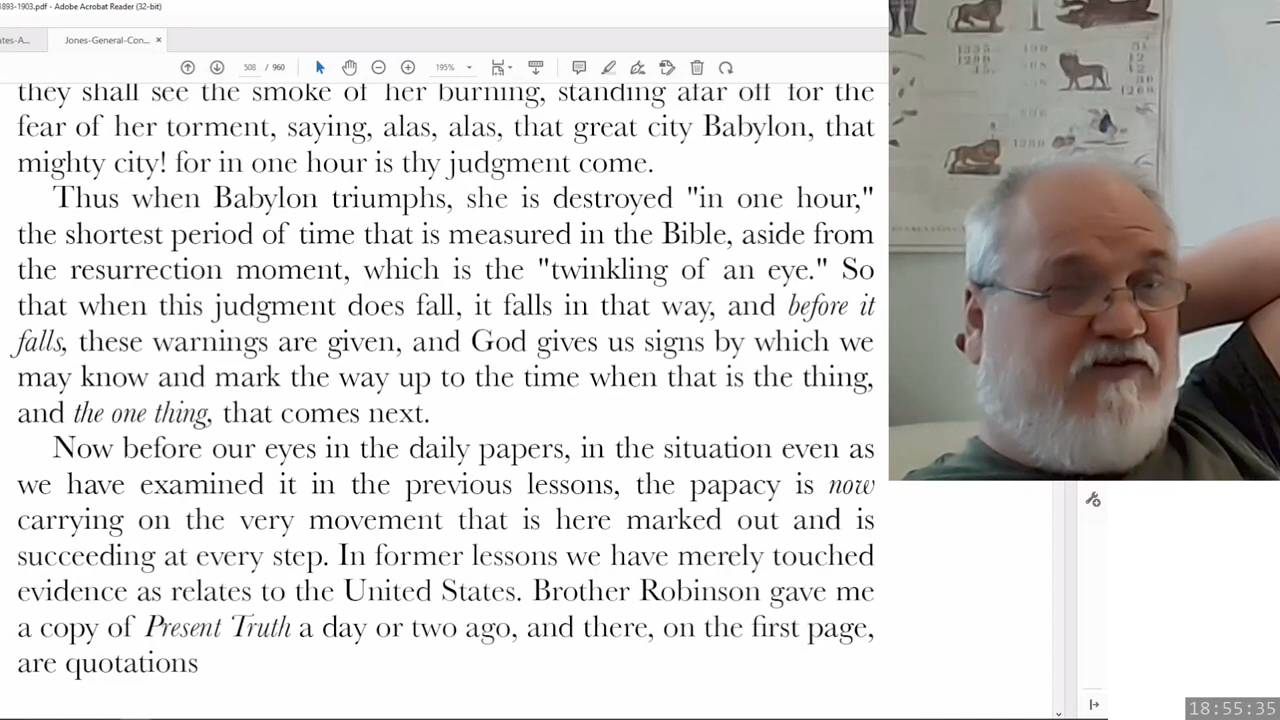 1893-1903.pdf - Adobe Acrobat Reader (32-bit)
ates-A...
Jones-General-Con...
508 / 960
195%
they shall see the smoke of her burning, standing afar off for the
fear of her torment, saying, alas, alas, that great city Babylon, that
mighty city! for in one hour is thy judgment come.
Thus when Babylon triumphs, she is destroyed "in one hour,"
the shortest period of time that is measured in the Bible, aside from
the resurrection moment, which is the "twinkling of an eye." So
that when this judgment does fall, it falls in that way, and before it
falls, these warnings are given, and God gives us signs by which we
may know and mark the way up to the time when that is the thing,
and the one thing, that comes next.
Now before our eyes in the daily papers, in the situation even as
we have examined it in the previous lessons, the papacy is now
carrying on the very movement that is here marked out and is
succeeding at every step. In former lessons we have merely touched
evidence as relates to the United States. Brother Robinson gave me
a copy of Present Truth a day or two ago, and there, on the first page,
are quotations
1260
18:55:35